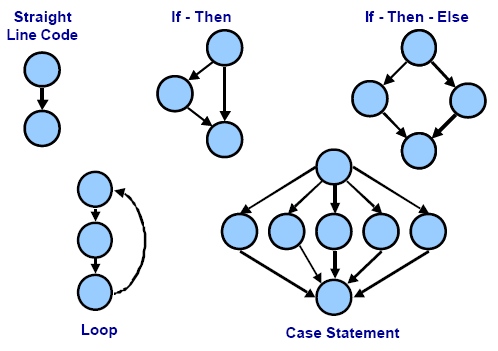 Straight
Line Code
If - Then
If - Then - Else
Loop
Case Statement